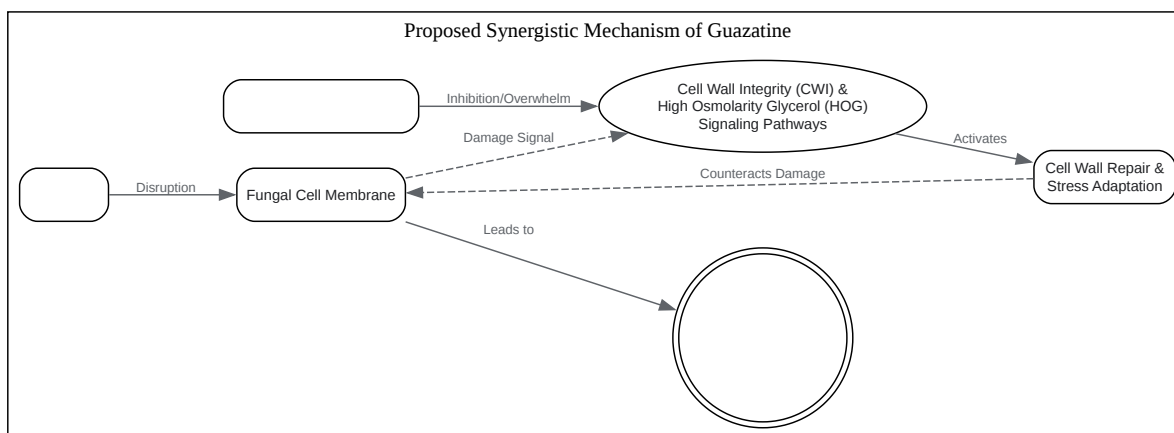 Proposed Synergistic Mechanism of Guazatine
Cell Wall Integrity (CWI) &
High Osmolarity Glycerol (HOG)
Signaling Pathways
Inhibition/Overwhelm
Damage Signal
Activates
Cell Wall Repair &
Stress Adaptation
Counteracts Damage
Disruption
Fungal Cell Membrane
Leads to